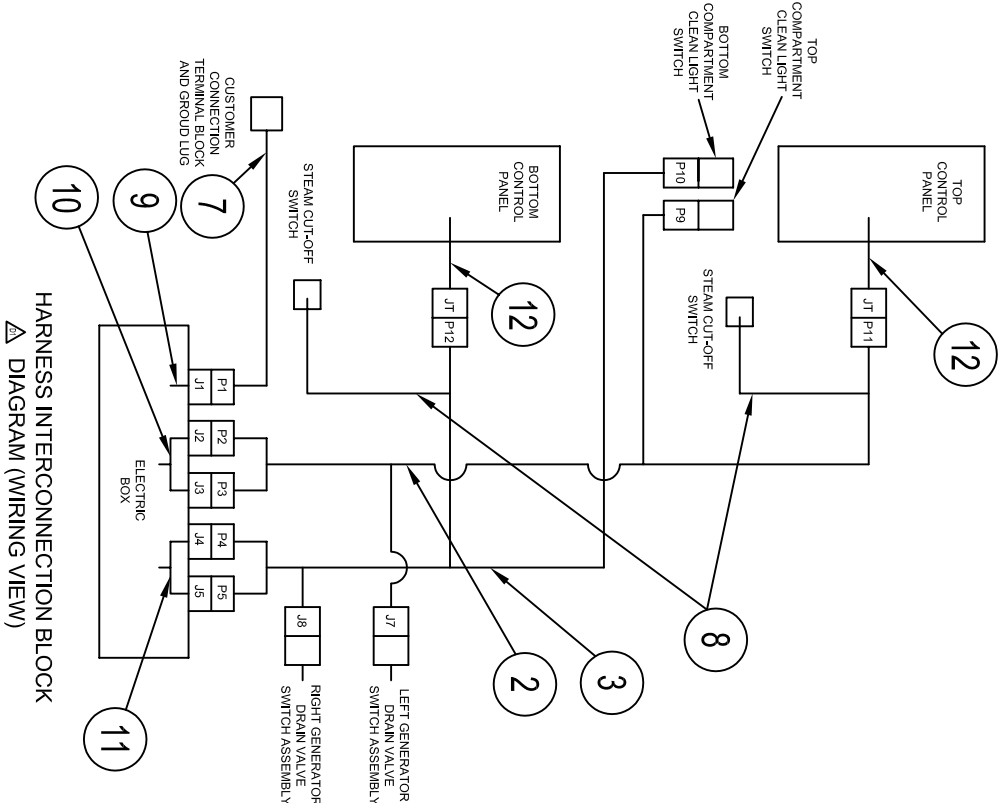 TOP
COMPARTMENT
CLEAN LIGHT
SWITCH
BOTTOM
COMPARTMENT
CLEAN LIGHT
SWITCH
TOP
CONTROL
PANEL
P10
P9
12
JT
P11
STEAM CUT-OFF
SWITCH
BOTTOM
CONTROL
PANEL
12
JT
P12
STEAM CUT-OFF
SWITCH
CUSTOMER
CONNECTION
TERMINAL BLOCK
AND GROUD LUG
7
9
10
8
2
3
11
J1
P1
J2
P2
J3
P3
J4
P4
J5
P5
ELECTRIC
BOX
J7
LEFT GENERATOR
DRAIN VALVE
SWITCH ASSEMBLY
J8
RIGHT GENERATOR
DRAIN VALVE
SWITCH ASSEMBLY
HARNESS INTERCONNECTION BLOCK
DIAGRAM (WIRING VIEW)